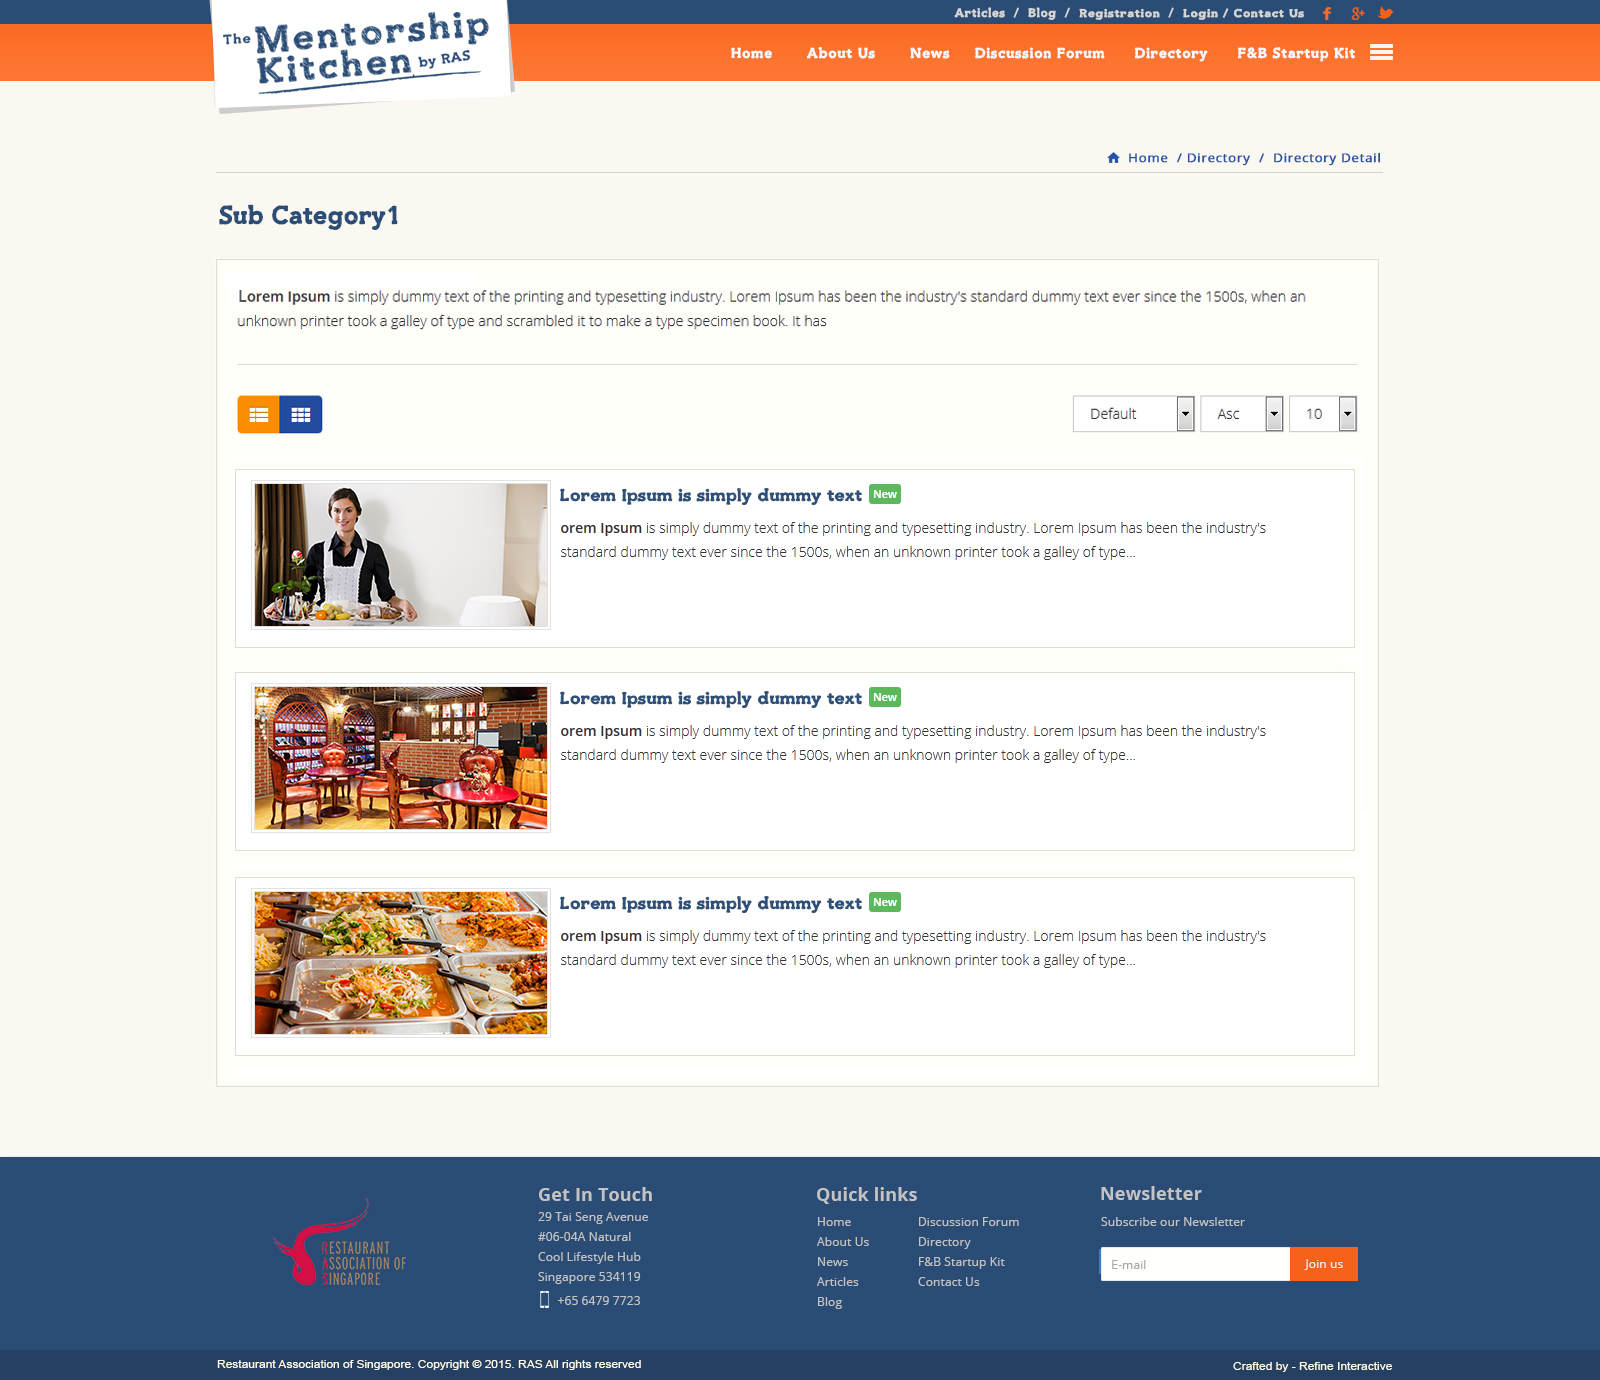 Articles / Blog / Registration / Login / Contact Us
The Mentorship
Kitchen by RAS
Home About Us News Discussion Forum Directory F&B Startup Kit
Home / Directory / Directory Detail
Sub Category1
Lorem Ipsum is simply dummy text of the printing and typesetting industry. Lorem Ipsum has been the industry's standard dummy text ever since the 1500s, when an
unknown printer took a galley of type and scrambled it to make a type specimen book. It has
Default Asc 10
Lorem Ipsum is simply dummy text New
orem Ipsum is simply dummy text of the printing and typesetting industry. Lorem Ipsum has been the industry's
standard dummy text ever since the 1500s, when an unknown printer took a galley of type...
Lorem Ipsum is simply dummy text New
orem Ipsum is simply dummy text of the printing and typesetting industry. Lorem Ipsum has been the industry's
standard dummy text ever since the 1500s, when an unknown printer took a galley of type...
Lorem Ipsum is simply dummy text New
orem Ipsum is simply dummy text of the printing and typesetting industry. Lorem Ipsum has been the industry's
standard dummy text ever since the 1500s, when an unknown printer took a galley of type...
RESTAURANT
ASSOCIATION OF
SINGAPORE
Get In Touch
29 Tai Seng Avenue
#06-04A Natural
Cool Lifestyle Hub
Singapore 534119
+65 6479 7723
Quick links
Home
About Us
News
Articles
Blog
Discussion Forum
Directory
F&B Startup Kit
Contact Us
Newsletter
Subscribe our Newsletter
E-mail Join us
Restaurant Association of Singapore. Copyright © 2015. RAS All rights reserved
Crafted by - Refine Interactive